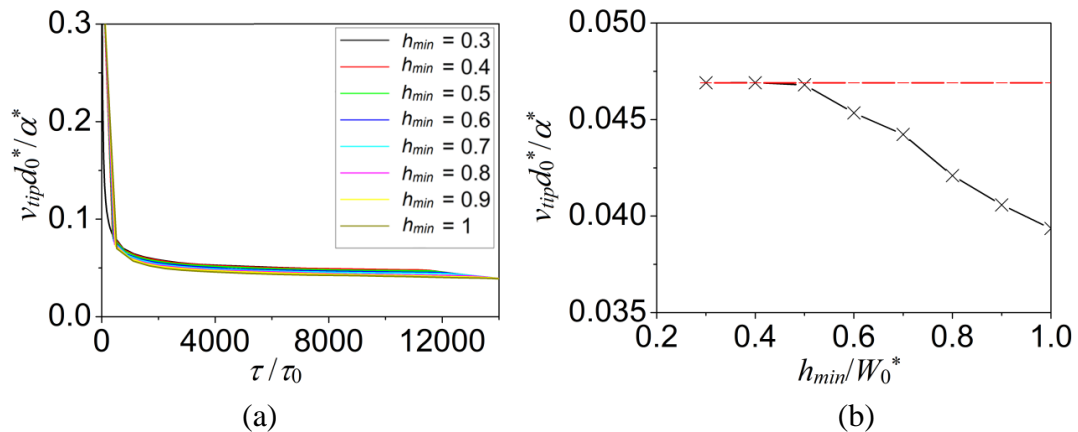 0.3
0.2
0.1
0.0
v_tip d_0^*/α^*
0 4000 8000 12000
τ/τ_0
h_min = 0.3
h_min = 0.4
h_min = 0.5
h_min = 0.6
h_min = 0.7
h_min = 0.8
h_min = 0.9
h_min = 1
(a)
0.050
0.045
0.040
0.035
v_tip d_0^*/α^*
0.2 0.4 0.6 0.8 1.0
h_min/W_0^*
(b)